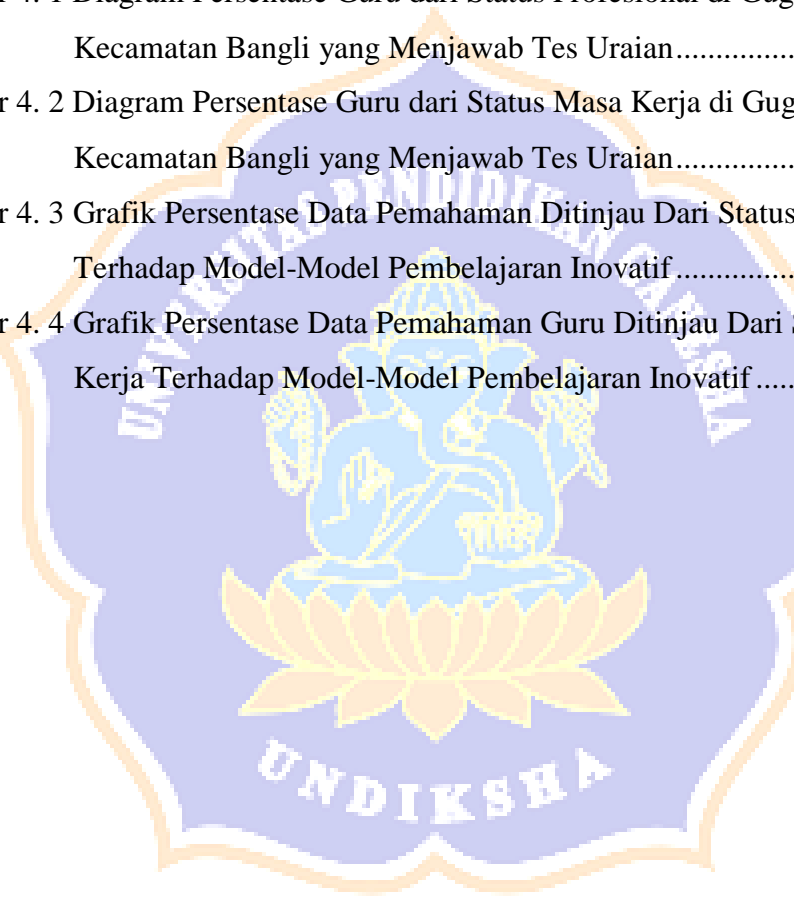 r 4. 1 Diagram Persentase Guru dari Status Profesional di Gug
Kecamatan Bangli yang Menjawab Tes Uraian...............
r 4. 2 Diagram Persentase Guru dari Status Masa Kerja di Gug
Kecamatan Bangli yang Menjawab Tes Uraian...............
r 4. 3 Grafik Persentase Data Pemahaman Ditinjau Dari Status
Terhadap Model-Model Pembelajaran Inovatif...............
r 4. 4 Grafik Persentase Data Pemahaman Guru Ditinjau Dari S
Kerja Terhadap Model-Model Pembelajaran Inovatif.....
UNIVERSITAS PENDIDIKAN GANESHA
UNDIKSHA